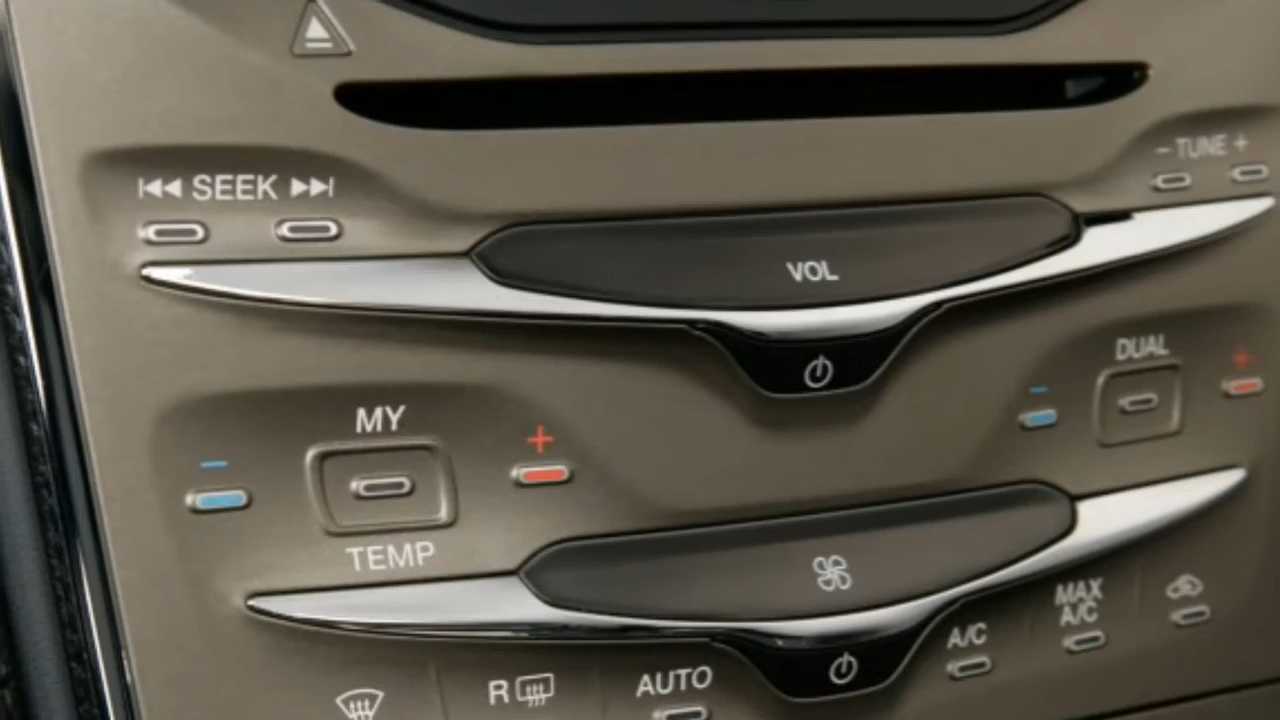 SEEK
- TUNE +
VOL
DUAL
- +
MY
- +
TEMP
MAX
A/C
A/C
AUTO
R